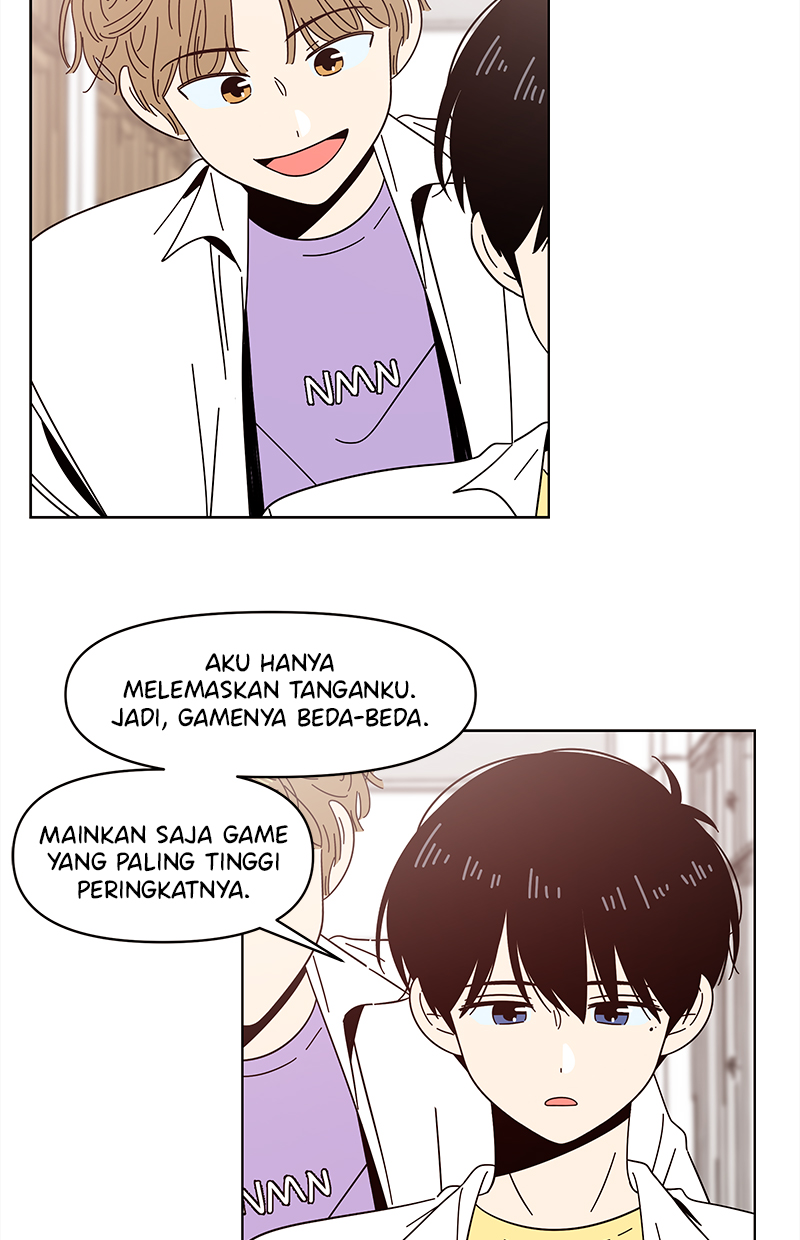 NMN
AKU HANYA
MELEMASKAN TANGANKU.
JADI, GAMENYA BEDA-BEDA.
MAINKAN SAJA GAME
YANG PALING TINGGI
PERINGKATNYA.
NMN